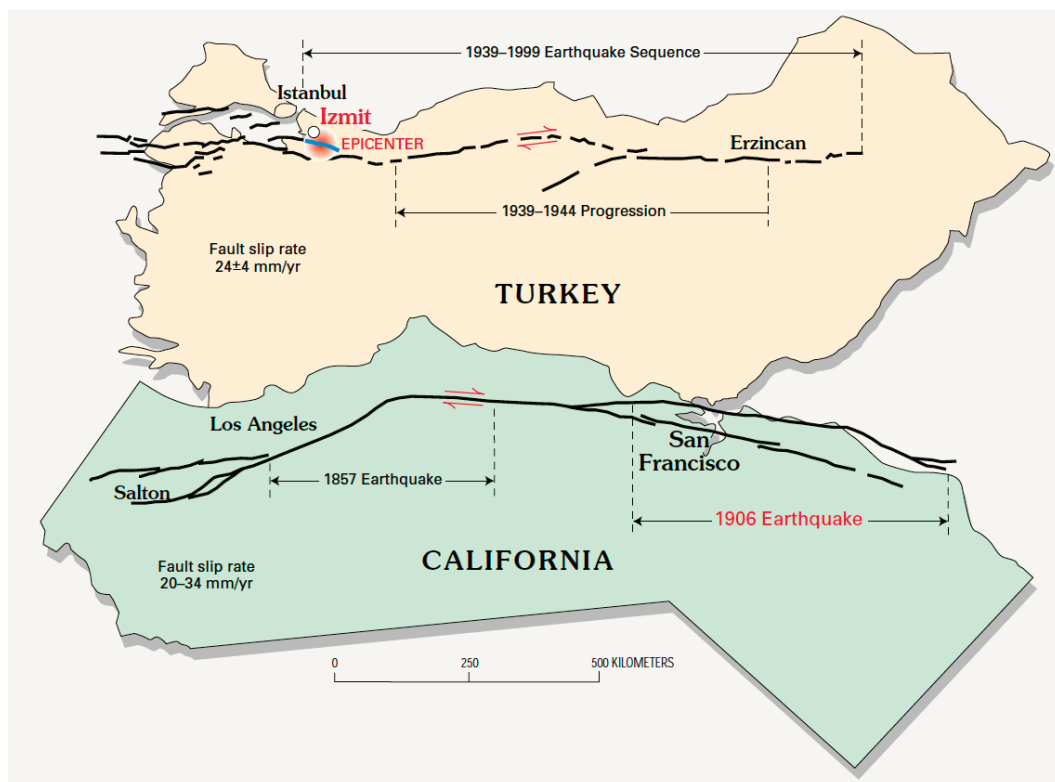 1939–1999 Earthquake Sequence
Istanbul
Izmit
EPICENTER
Erzincan
1939–1944 Progression
Fault slip rate
24±4 mm/yr
TURKEY
Los Angeles
San
Francisco
1857 Earthquake
Salton
1906 Earthquake
CALIFORNIA
Fault slip rate
20–34 mm/yr
0 250 500 KILOMETERS